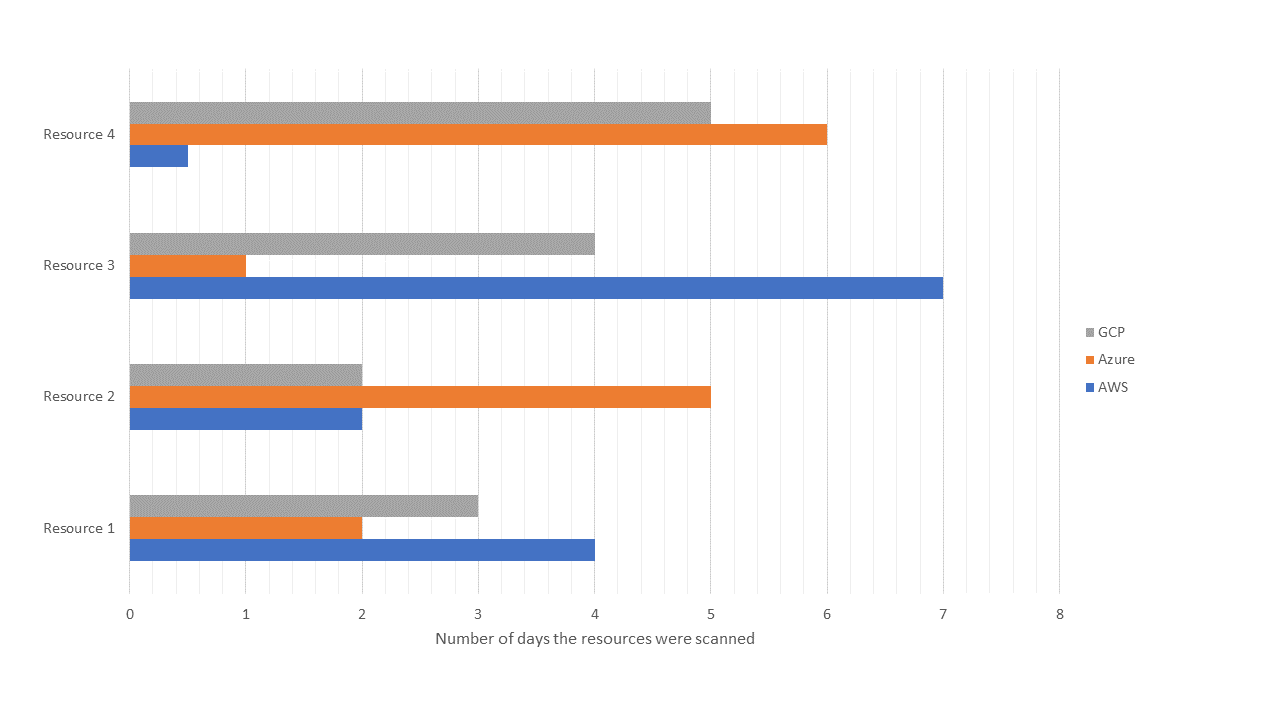 Resource 4
Resource 3
Resource 2
Resource 1
0 1 2 3 4 5 6 7 8
Number of days the resources were scanned
GCP
Azure
AWS